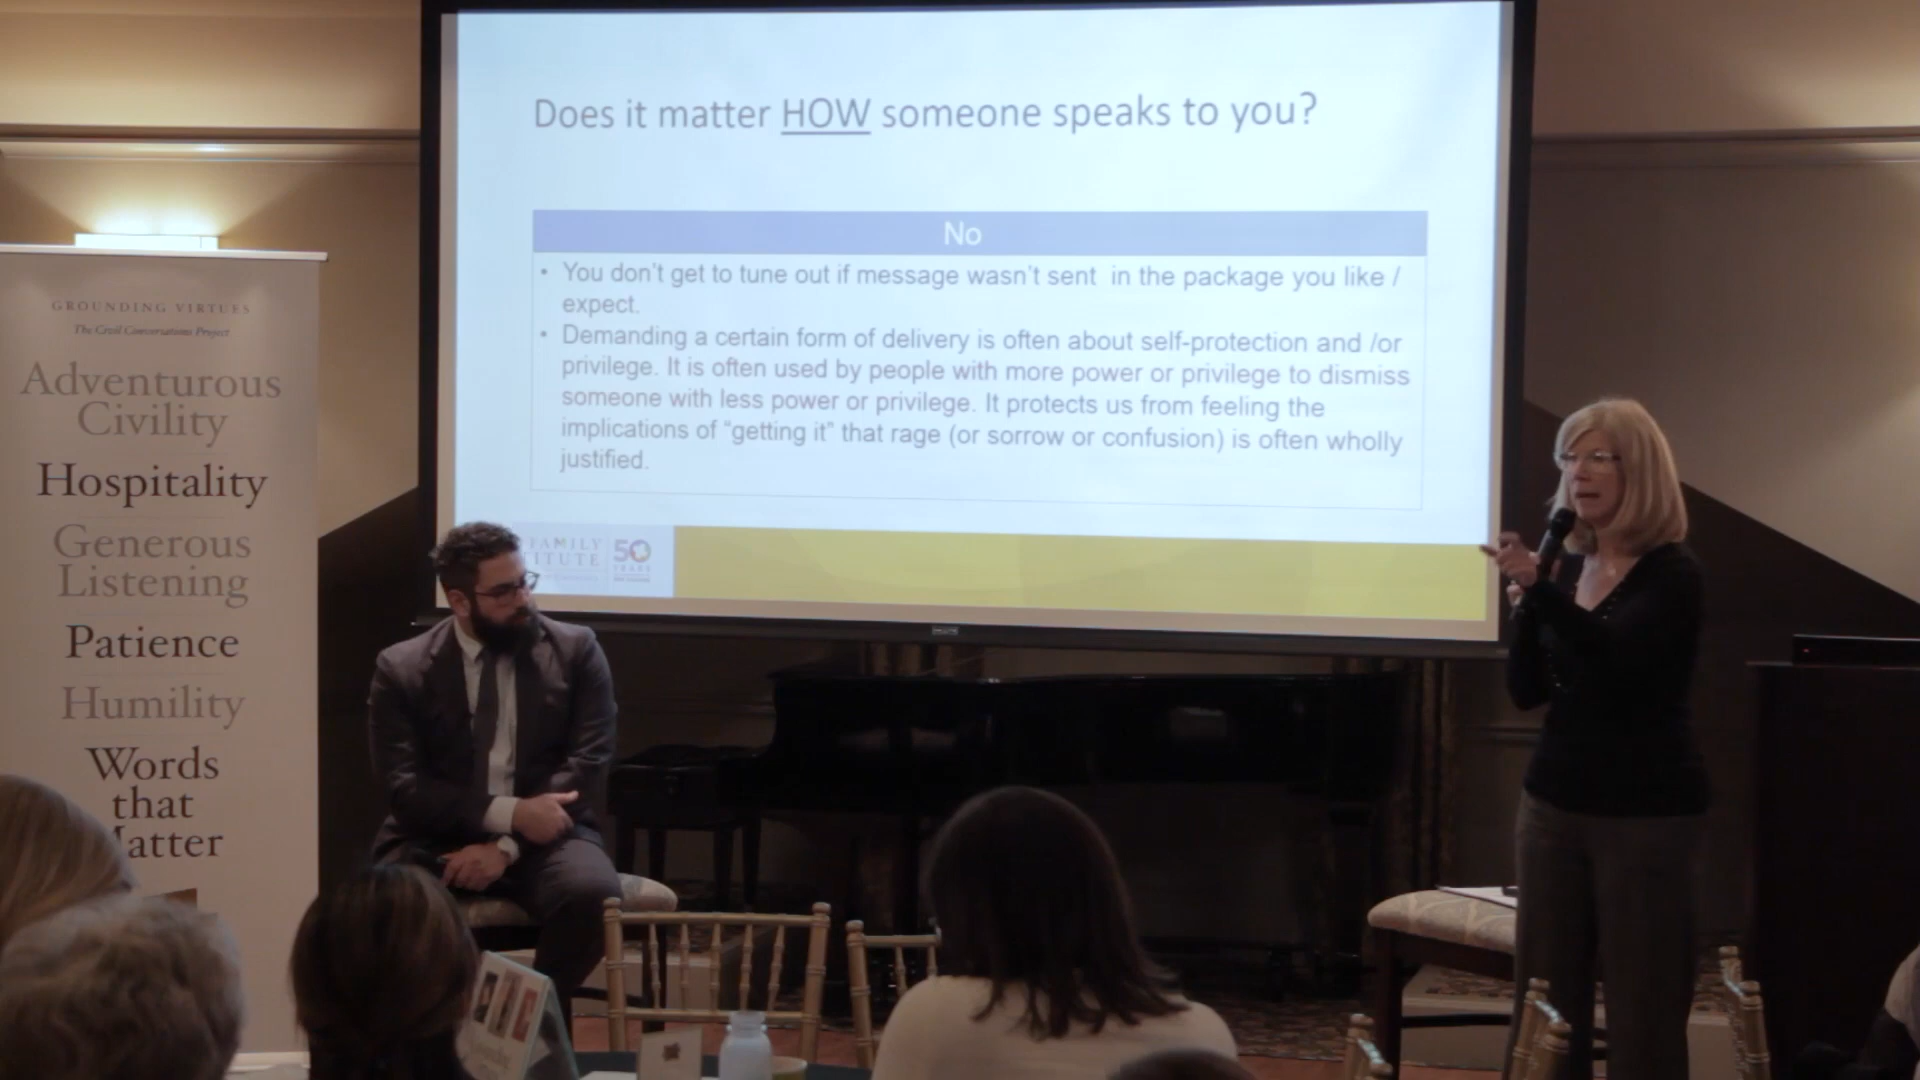 Does it matter HOW someone speaks to you?
No
• You don't get to tune out if message wasn't sent in the package you like /
expect.
• Demanding a certain form of delivery is often about self-protection and /or
privilege. It is often used by people with more power or privilege to dismiss
someone with less power or privilege. It protects us from feeling the
implications of "getting it" that rage (or sorrow or confusion) is often wholly
justified.
FAMILY
TITUTE
50
YEARS
GROUNDING VIRTUES
The Civil Conversations Project
Adventurous
Civility
Hospitality
Generous
Listening
Patience
Humility
Words
that
atter